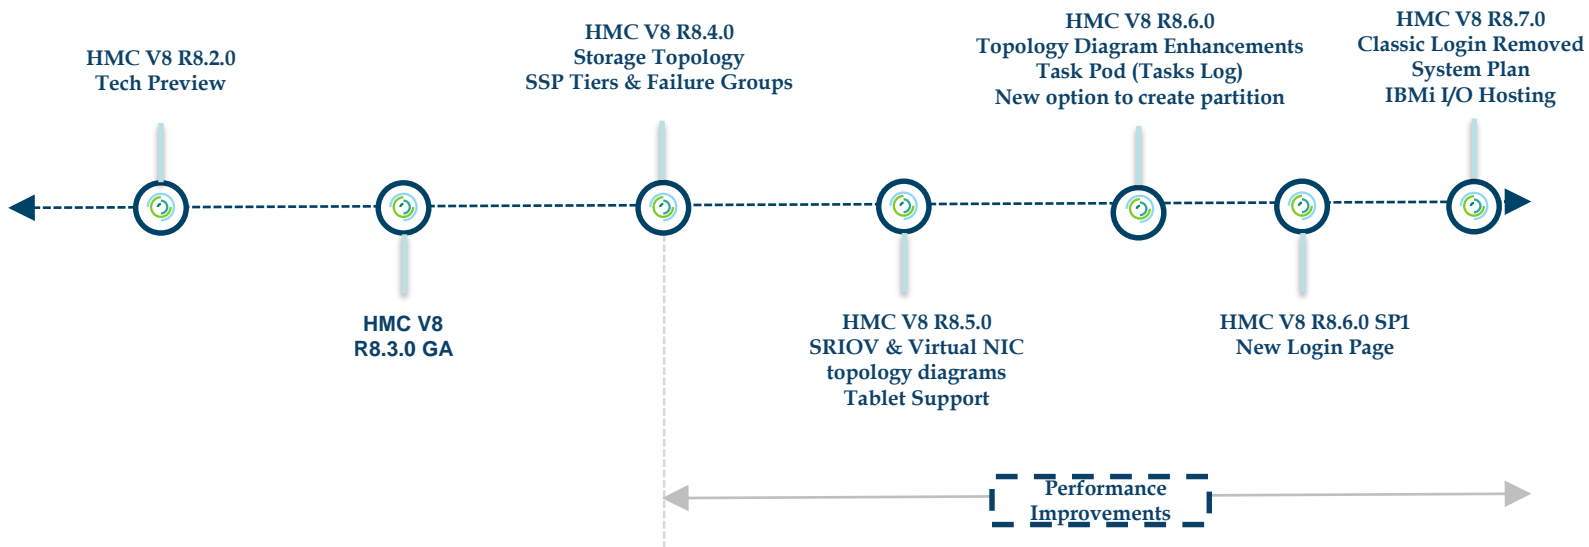 HMC V8 R8.2.0
Tech Preview
HMC V8
R8.3.0 GA
HMC V8 R8.4.0
Storage Topology
SSP Tiers & Failure Groups
HMC V8 R8.5.0
SRIOV & Virtual NIC
topology diagrams
Tablet Support
HMC V8 R8.6.0
Topology Diagram Enhancements
Task Pod (Tasks Log)
New option to create partition
HMC V8 R8.6.0 SP1
New Login Page
HMC V8 R8.7.0
Classic Login Removed
System Plan
IBMi I/O Hosting
Performance
Improvements